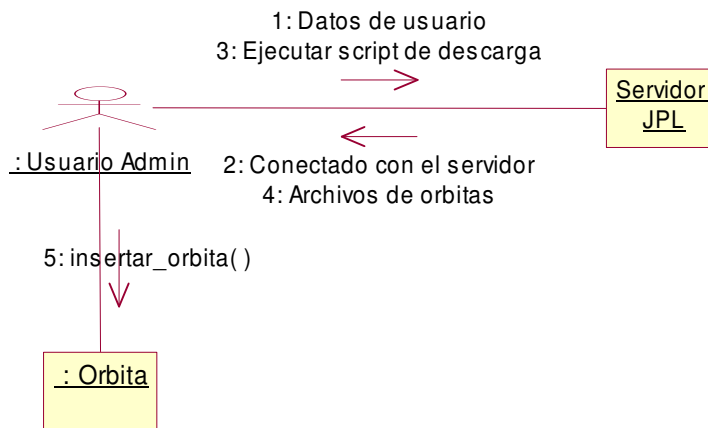 1: Datos de usuario
3: Ejecutar script de descarga
Servidor
JPL
: Usuario Admin
2: Conectado con el servidor
4: Archivos de orbitas
5: insertar_orbita( )
: Orbita